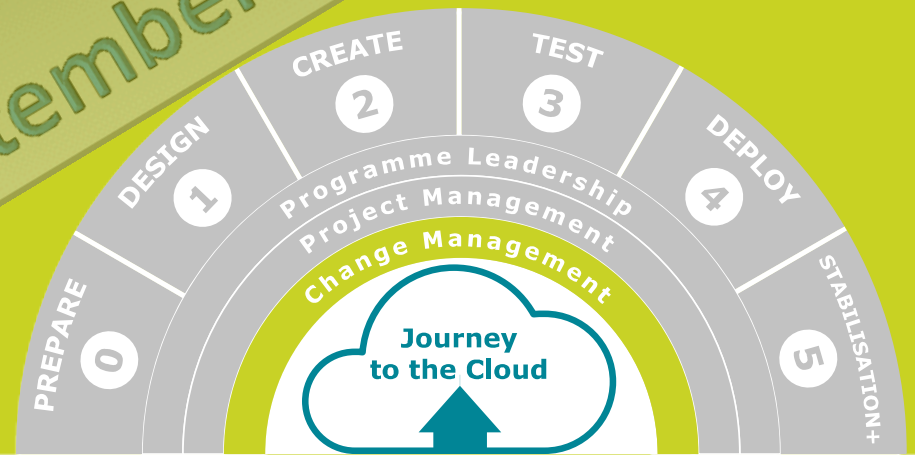 PREPARE
0
DESIGN
1
CREATE
2
TEST
3
DEPLOY
4
STABILISATION+
5
Programme Leadership
Project Management
Change Management
Journey
to the Cloud